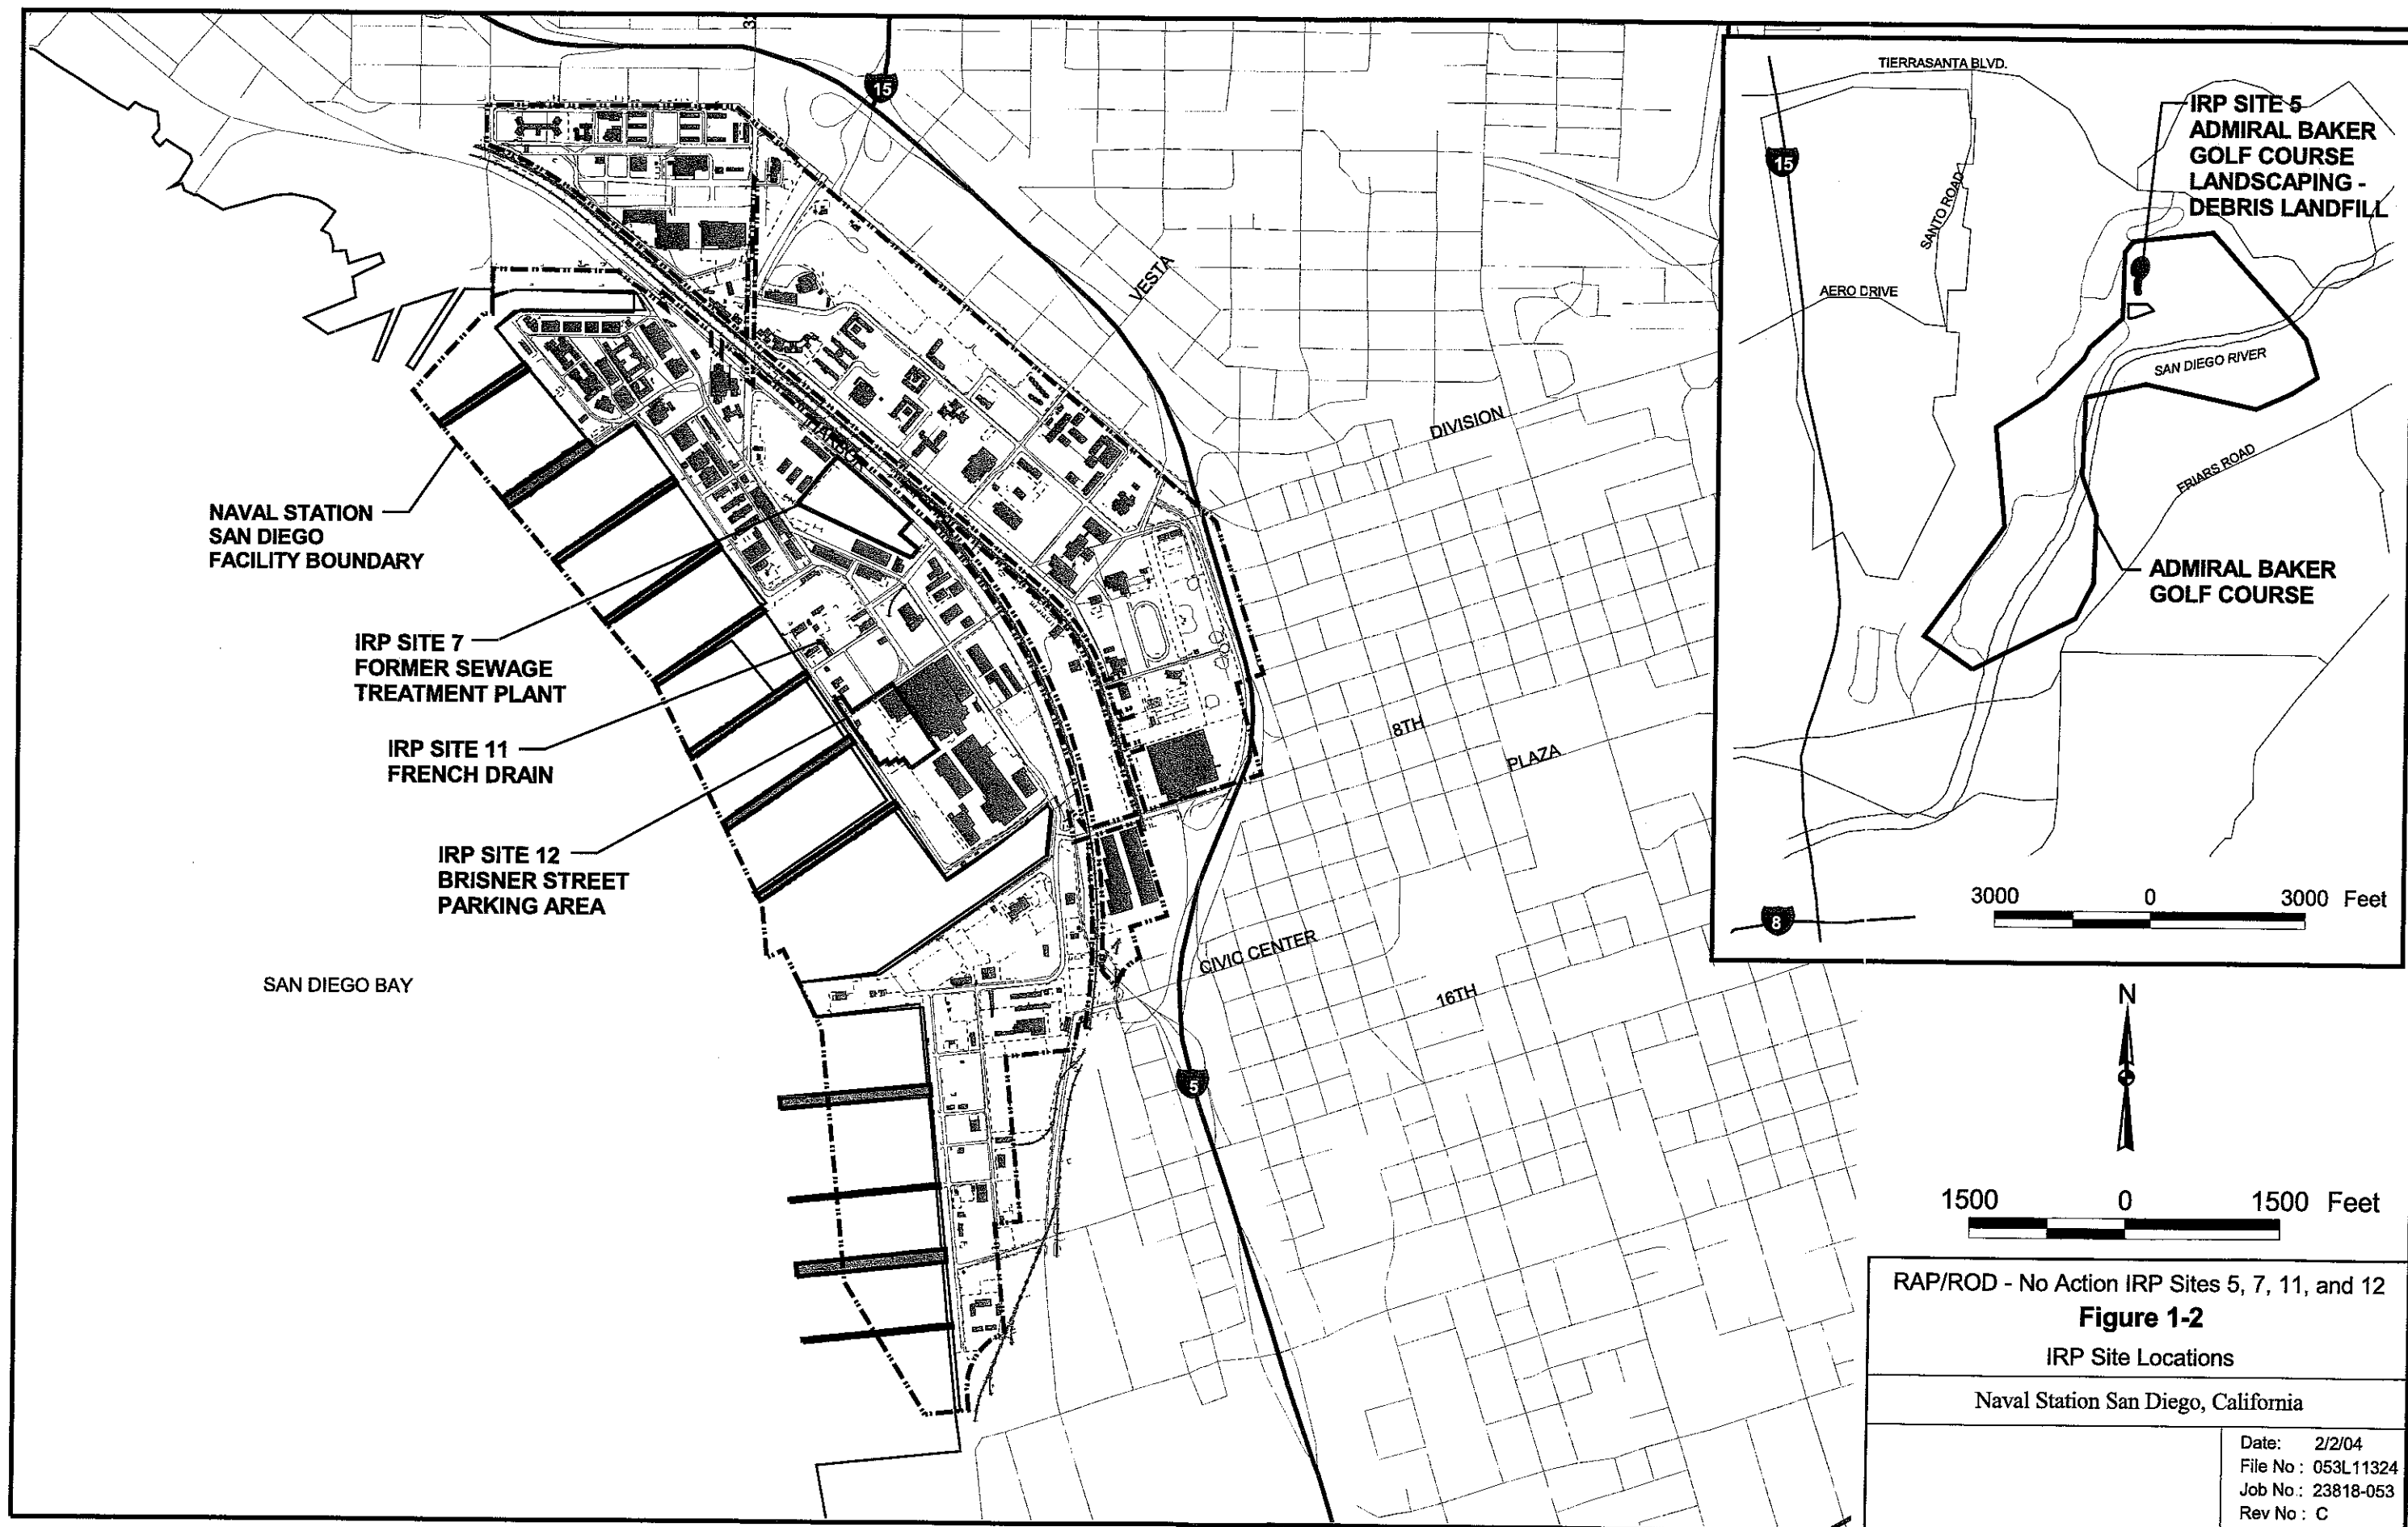 15
VESTA
DIVISION
HARBOR
NAVAL STATION
SAN DIEGO
FACILITY BOUNDARY
IRP SITE 7
FORMER SEWAGE
TREATMENT PLANT
IRP SITE 11
FRENCH DRAIN
IRP SITE 12
BRISNER STREET
PARKING AREA
SAN DIEGO BAY
8TH
PLAZA
CIVIC CENTER
16TH
5
TIERRASANTA BLVD.
IRP SITE 5
ADMIRAL BAKER
GOLF COURSE
LANDSCAPING -
DEBRIS LANDFILL
15
SANTO ROAD
AERO DRIVE
SAN DIEGO RIVER
FRIARS ROAD
ADMIRAL BAKER
GOLF COURSE
3000 0 3000 Feet
8
N
1500 0 1500 Feet
RAP/ROD - No Action IRP Sites 5, 7, 11, and 12
Figure 1-2
IRP Site Locations
Naval Station San Diego, California
Date: 2/2/04
File No : 053L11324
Job No.: 23818-053
Rev No : C